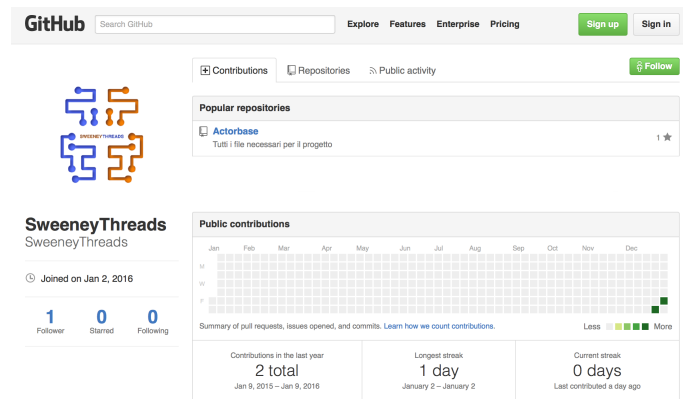 GitHub Search GitHub Explore Features Enterprise Pricing Sign up Sign in
Contributions Repositories Public activity Follow
Popular repositories
Actorbase
Tutti i file necessari per il progetto
1
SWEENEYTHREADS
SweeneyThreads
SweeneyThreads
Joined on Jan 2, 2016
1 0 0
Follower Starred Following
Public contributions
Jan Feb Mar Apr May Jun Jul Aug Sep Oct Nov Dec
M
W
F
Summary of pull requests, issues opened, and commits. Learn how we count contributions. Less More
Contributions in the last year
2 total
Jan 9, 2015 – Jan 9, 2016
Longest streak
1 day
January 2 – January 2
Current streak
0 days
Last contributed a day ago